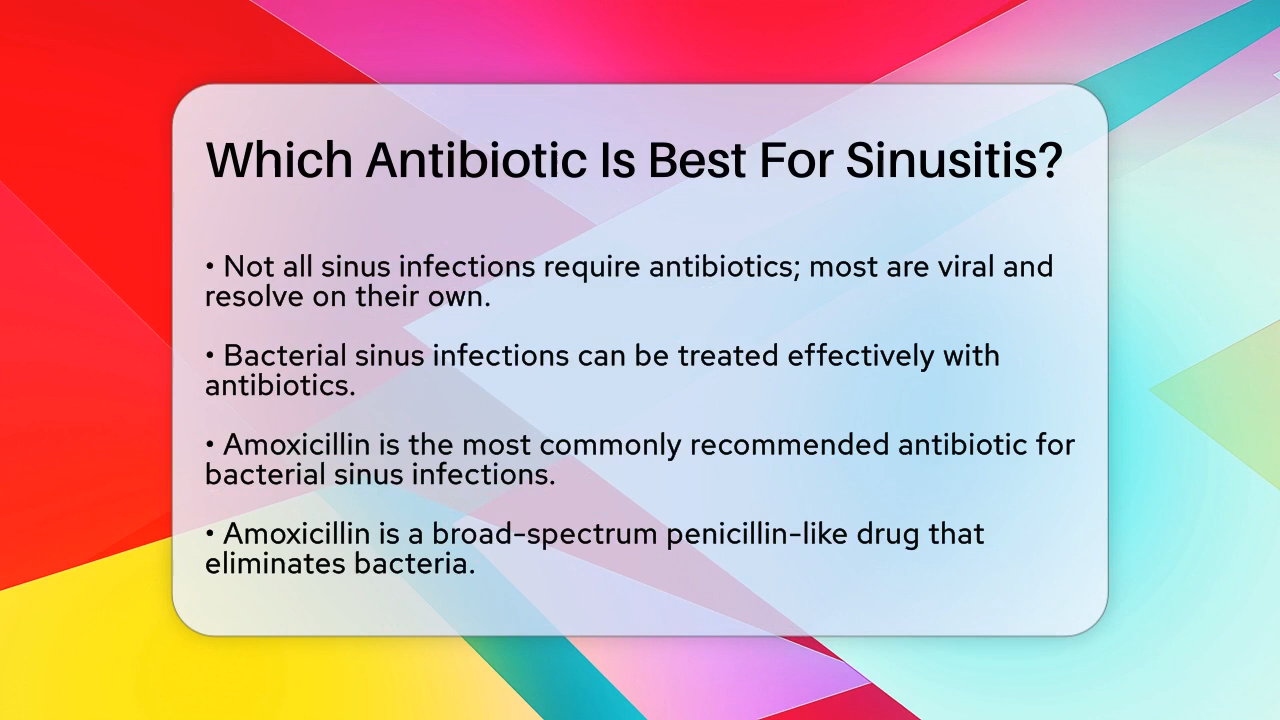 Which Antibiotic Is Best For Sinusitis?
• Not all sinus infections require antibiotics; most are viral and
resolve on their own.
• Bacterial sinus infections can be treated effectively with
antibiotics.
• Amoxicillin is the most commonly recommended antibiotic for
bacterial sinus infections.
• Amoxicillin is a broad-spectrum penicillin-like drug that
eliminates bacteria.